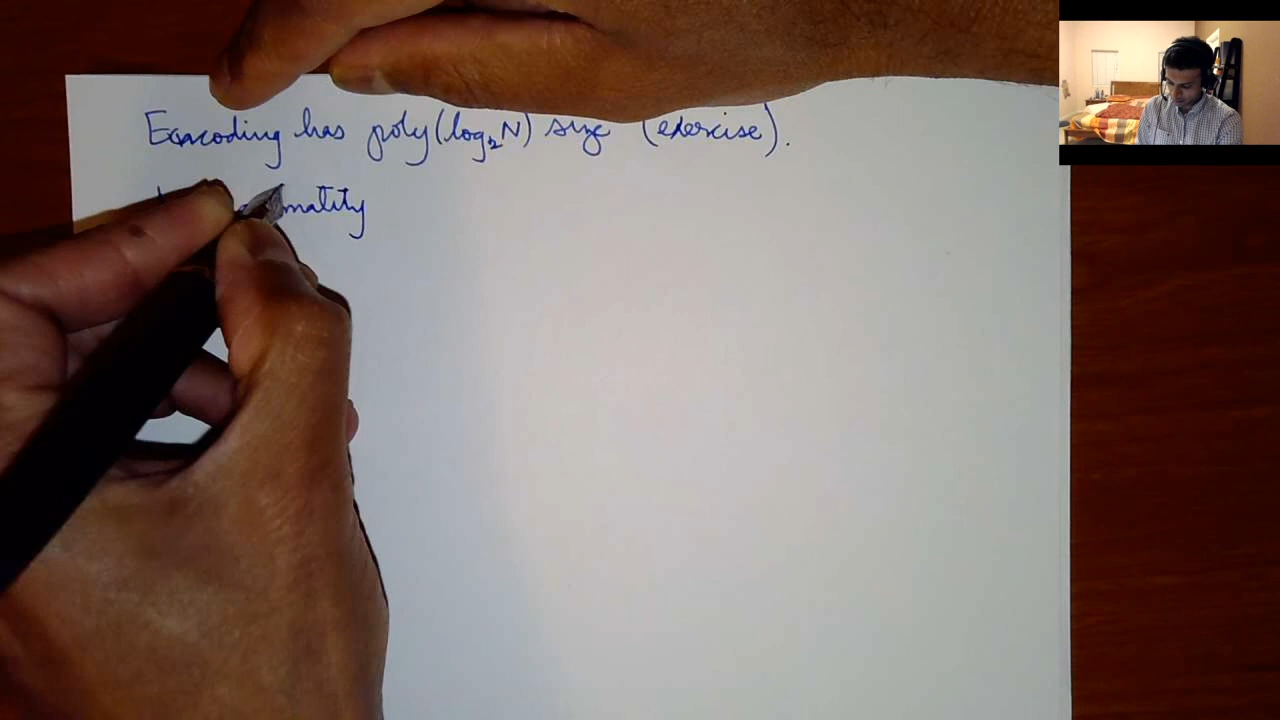 Encoding has poly(log₂N) size (exercise).